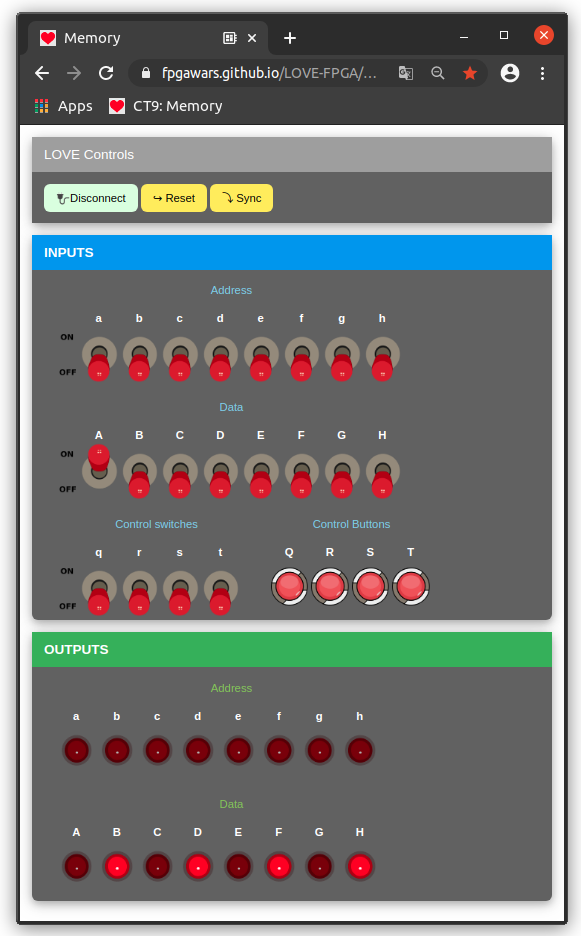 Memory
fpgawars.github.io/LOVE-FPGA/...
Apps CT9: Memory
LOVE Controls
Disconnect Reset Sync
INPUTS
Address
a b c d e f g h
ON
OFF
Data
A B C D E F G H
ON
OFF
Control switches Control Buttons
q r s t Q R S T
ON
OFF
OUTPUTS
Address
a b c d e f g h
Data
A B C D E F G H